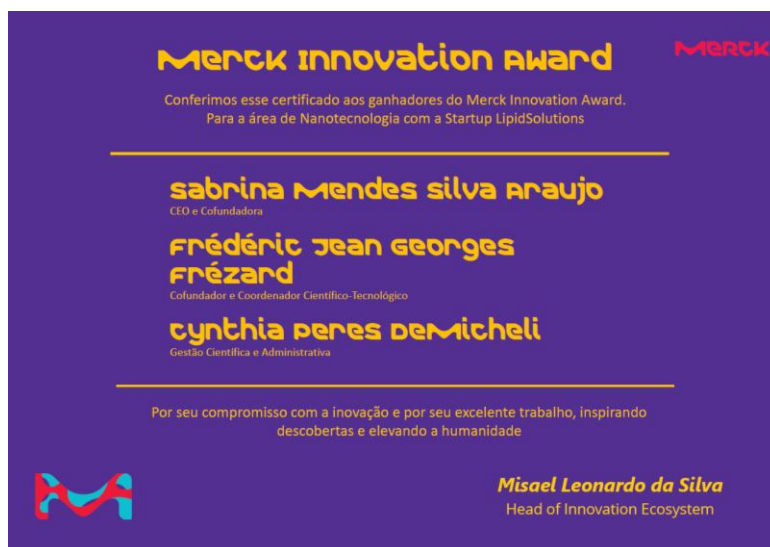 Merck Innovation Award
MERCK
Conferimos esse certificado aos ganhadores do Merck Innovation Award.
Para a área de Nanotecnologia com a Startup LipidSolutions
Sabrina Mendes Silva Araujo
CEO e Cofundadora
Frédéric Jean Georges
Frézard
Cofundador e Coordenador Científico-Tecnológico
Cynthia Peres Demicheli
Gestão Científica e Administrativa
Por seu compromisso com a inovação e por seu excelente trabalho, inspirando
descobertas e elevando a humanidade
Misael Leonardo da Silva
Head of Innovation Ecosystem